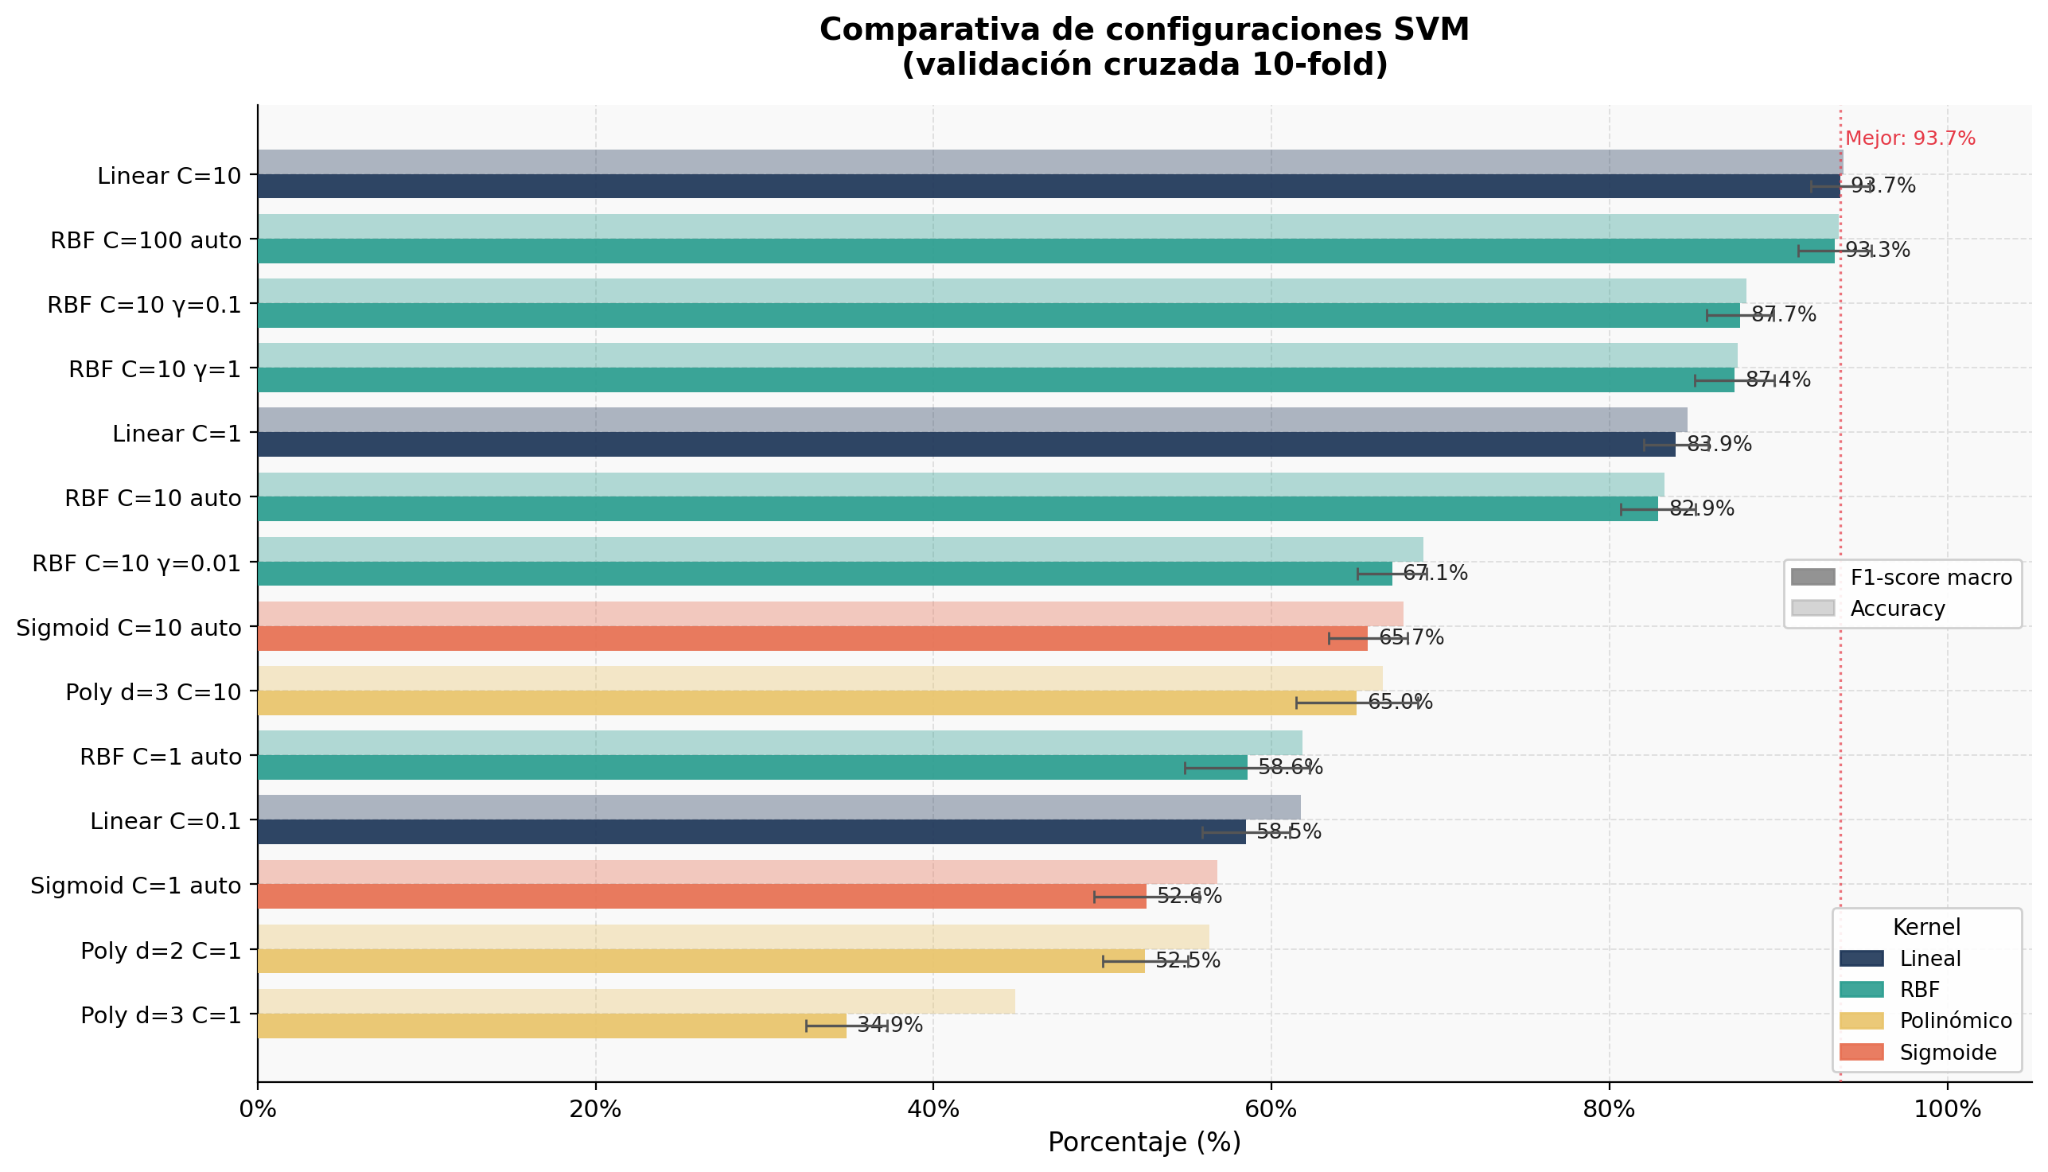 Comparativa de configuraciones SVM
(validación cruzada 10-fold)
Mejor: 93.7%
Linear C=10
93.7%
RBF C=100 auto
93.3%
RBF C=10 γ=0.1
87.7%
RBF C=10 γ=1
87.4%
Linear C=1
83.9%
RBF C=10 auto
82.9%
RBF C=10 γ=0.01
67.1%
F1-score macro
Accuracy
Sigmoid C=10 auto
65.7%
Poly d=3 C=10
65.0%
RBF C=1 auto
58.6%
Linear C=0.1
58.5%
Sigmoid C=1 auto
52.6%
Poly d=2 C=1
52.5%
Poly d=3 C=1
34.9%
Kernel
Lineal
RBF
Polinómico
Sigmoide
0% 20% 40% 60% 80% 100%
Porcentaje (%)